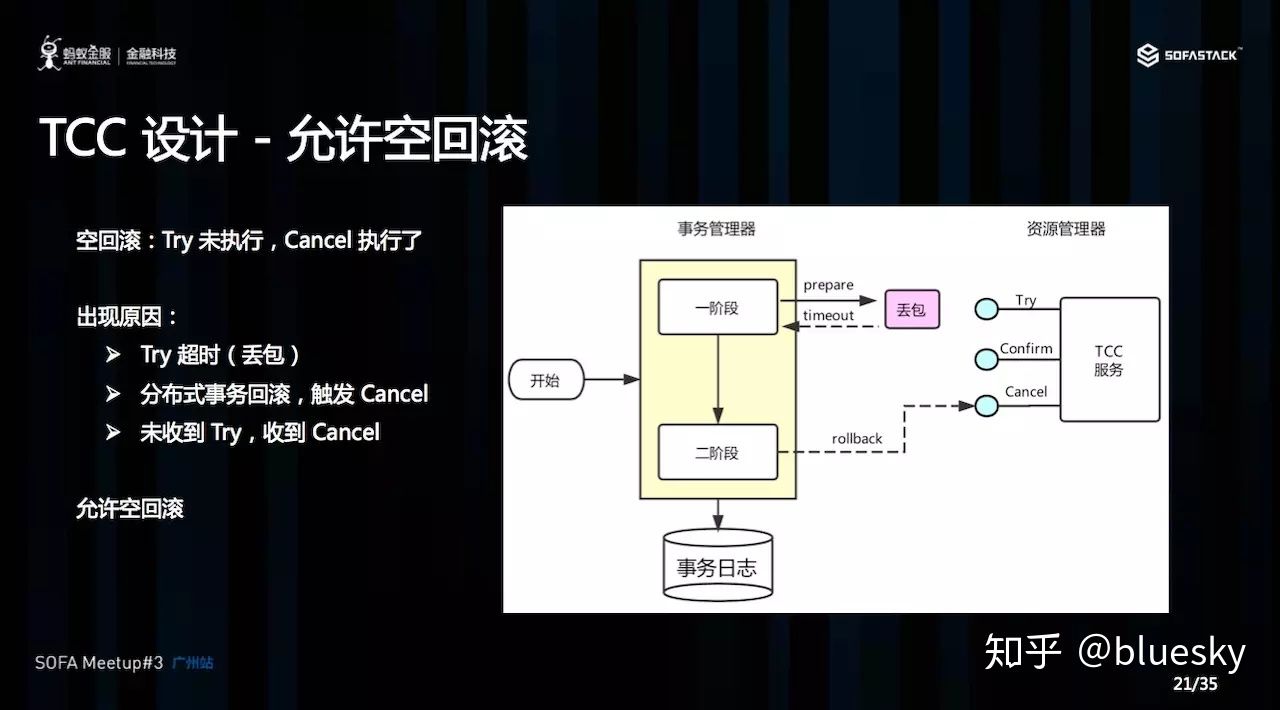 蚂蚁金服
ANT FINANCIAL
金融科技
FINANCIAL TECHNOLOGY
SOFASTACK™
TCC 设计 - 允许空回滚
空回滚：Try 未执行，Cancel 执行了
出现原因：
➤ Try 超时（丢包）
➤ 分布式事务回滚，触发 Cancel
➤ 未收到 Try，收到 Cancel
允许空回滚
事务管理器
资源管理器
开始
一阶段
prepare
timeout
丢包
二阶段
rollback
事务日志
Try
Confirm
Cancel
TCC
服务
SOFA Meetup#3 广州站
知乎 @bluesky
21/35